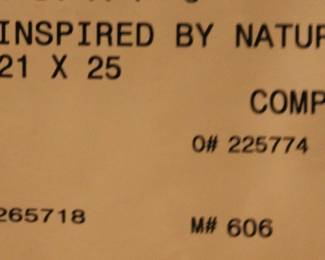 INSPIRED BY NATUR
21 X 25
COMP
O# 225774
265718
M# 606